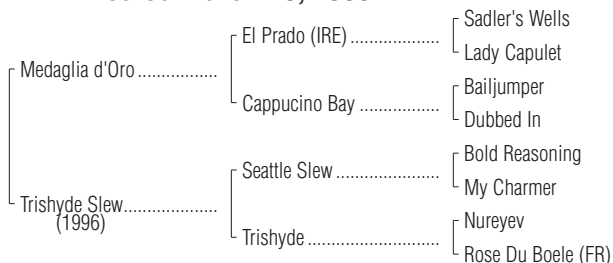 Sadler's Wells
El Prado (IRE)
Lady Capulet
Medaglia d'Oro
Bailjumper
Cappucino Bay
Dubbed In
Bold Reasoning
Seattle Slew
My Charmer
Trishyde Slew
(1996)
Nureyev
Trishyde
Rose Du Boele (FR)